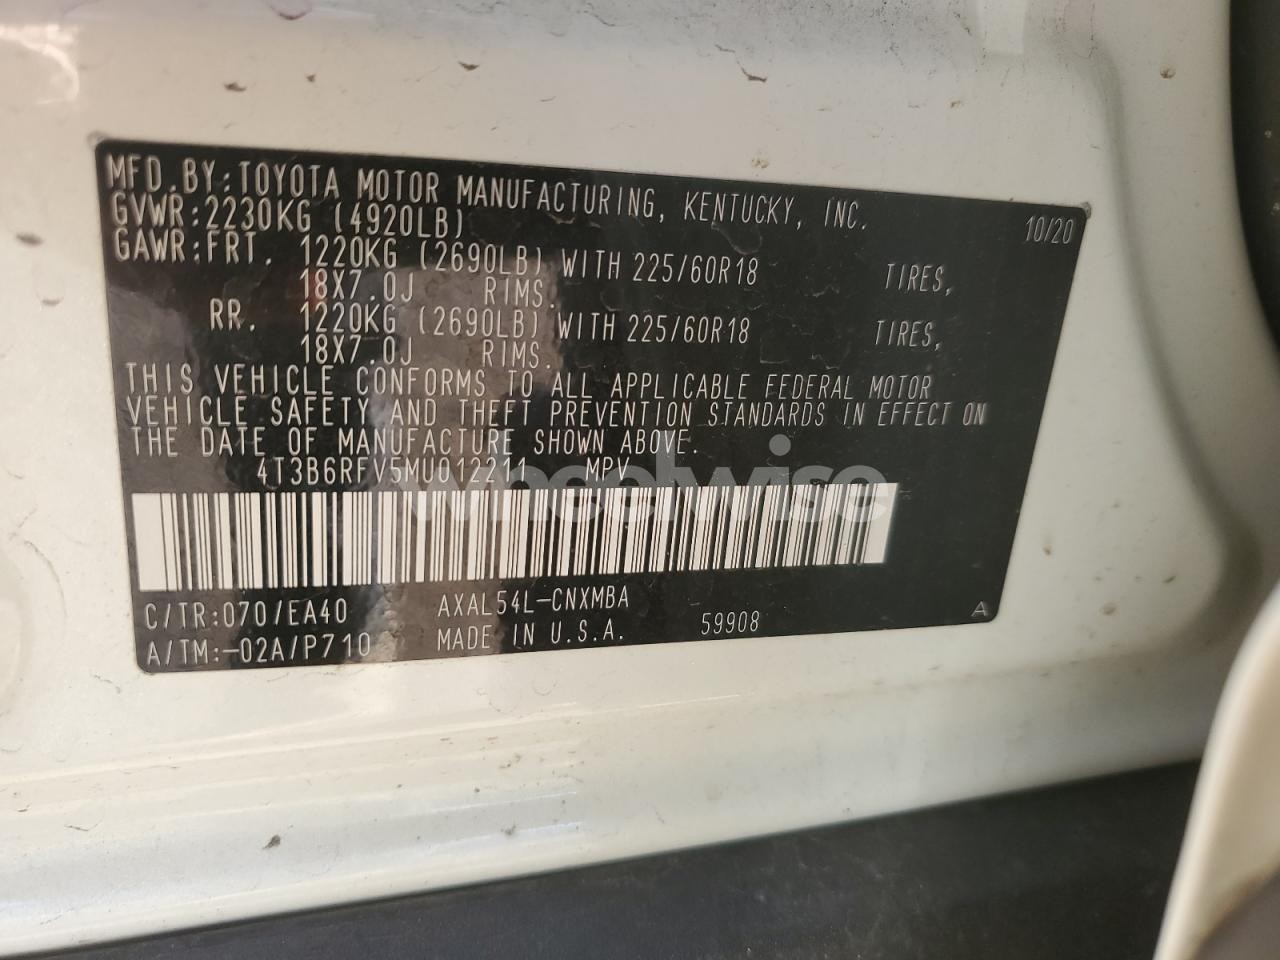 MFD.BY:TOYOTA MOTOR MANUFACTURING, KENTUCKY, INC. 10/20
GVWR:2230KG (4920LB)
GAWR:FRT. 1220KG (2690LB) WITH 225/60R18 TIRES,
18X7.0J RIMS.
RR. 1220KG (2690LB) WITH 225/60R18 TIRES,
18X7.0J RIMS.
THIS VEHICLE CONFORMS TO ALL APPLICABLE FEDERAL MOTOR
VEHICLE SAFETY AND THEFT PREVENTION STANDARDS IN EFFECT ON
THE DATE OF MANUFACTURE SHOWN ABOVE.
4T3B6RFV5MU012211 MPV
wheelwise
C/TR:070/EA40 AXAL54L-CNXMBA
A/TM:-02A/P710 MADE IN U.S.A. 59908 A